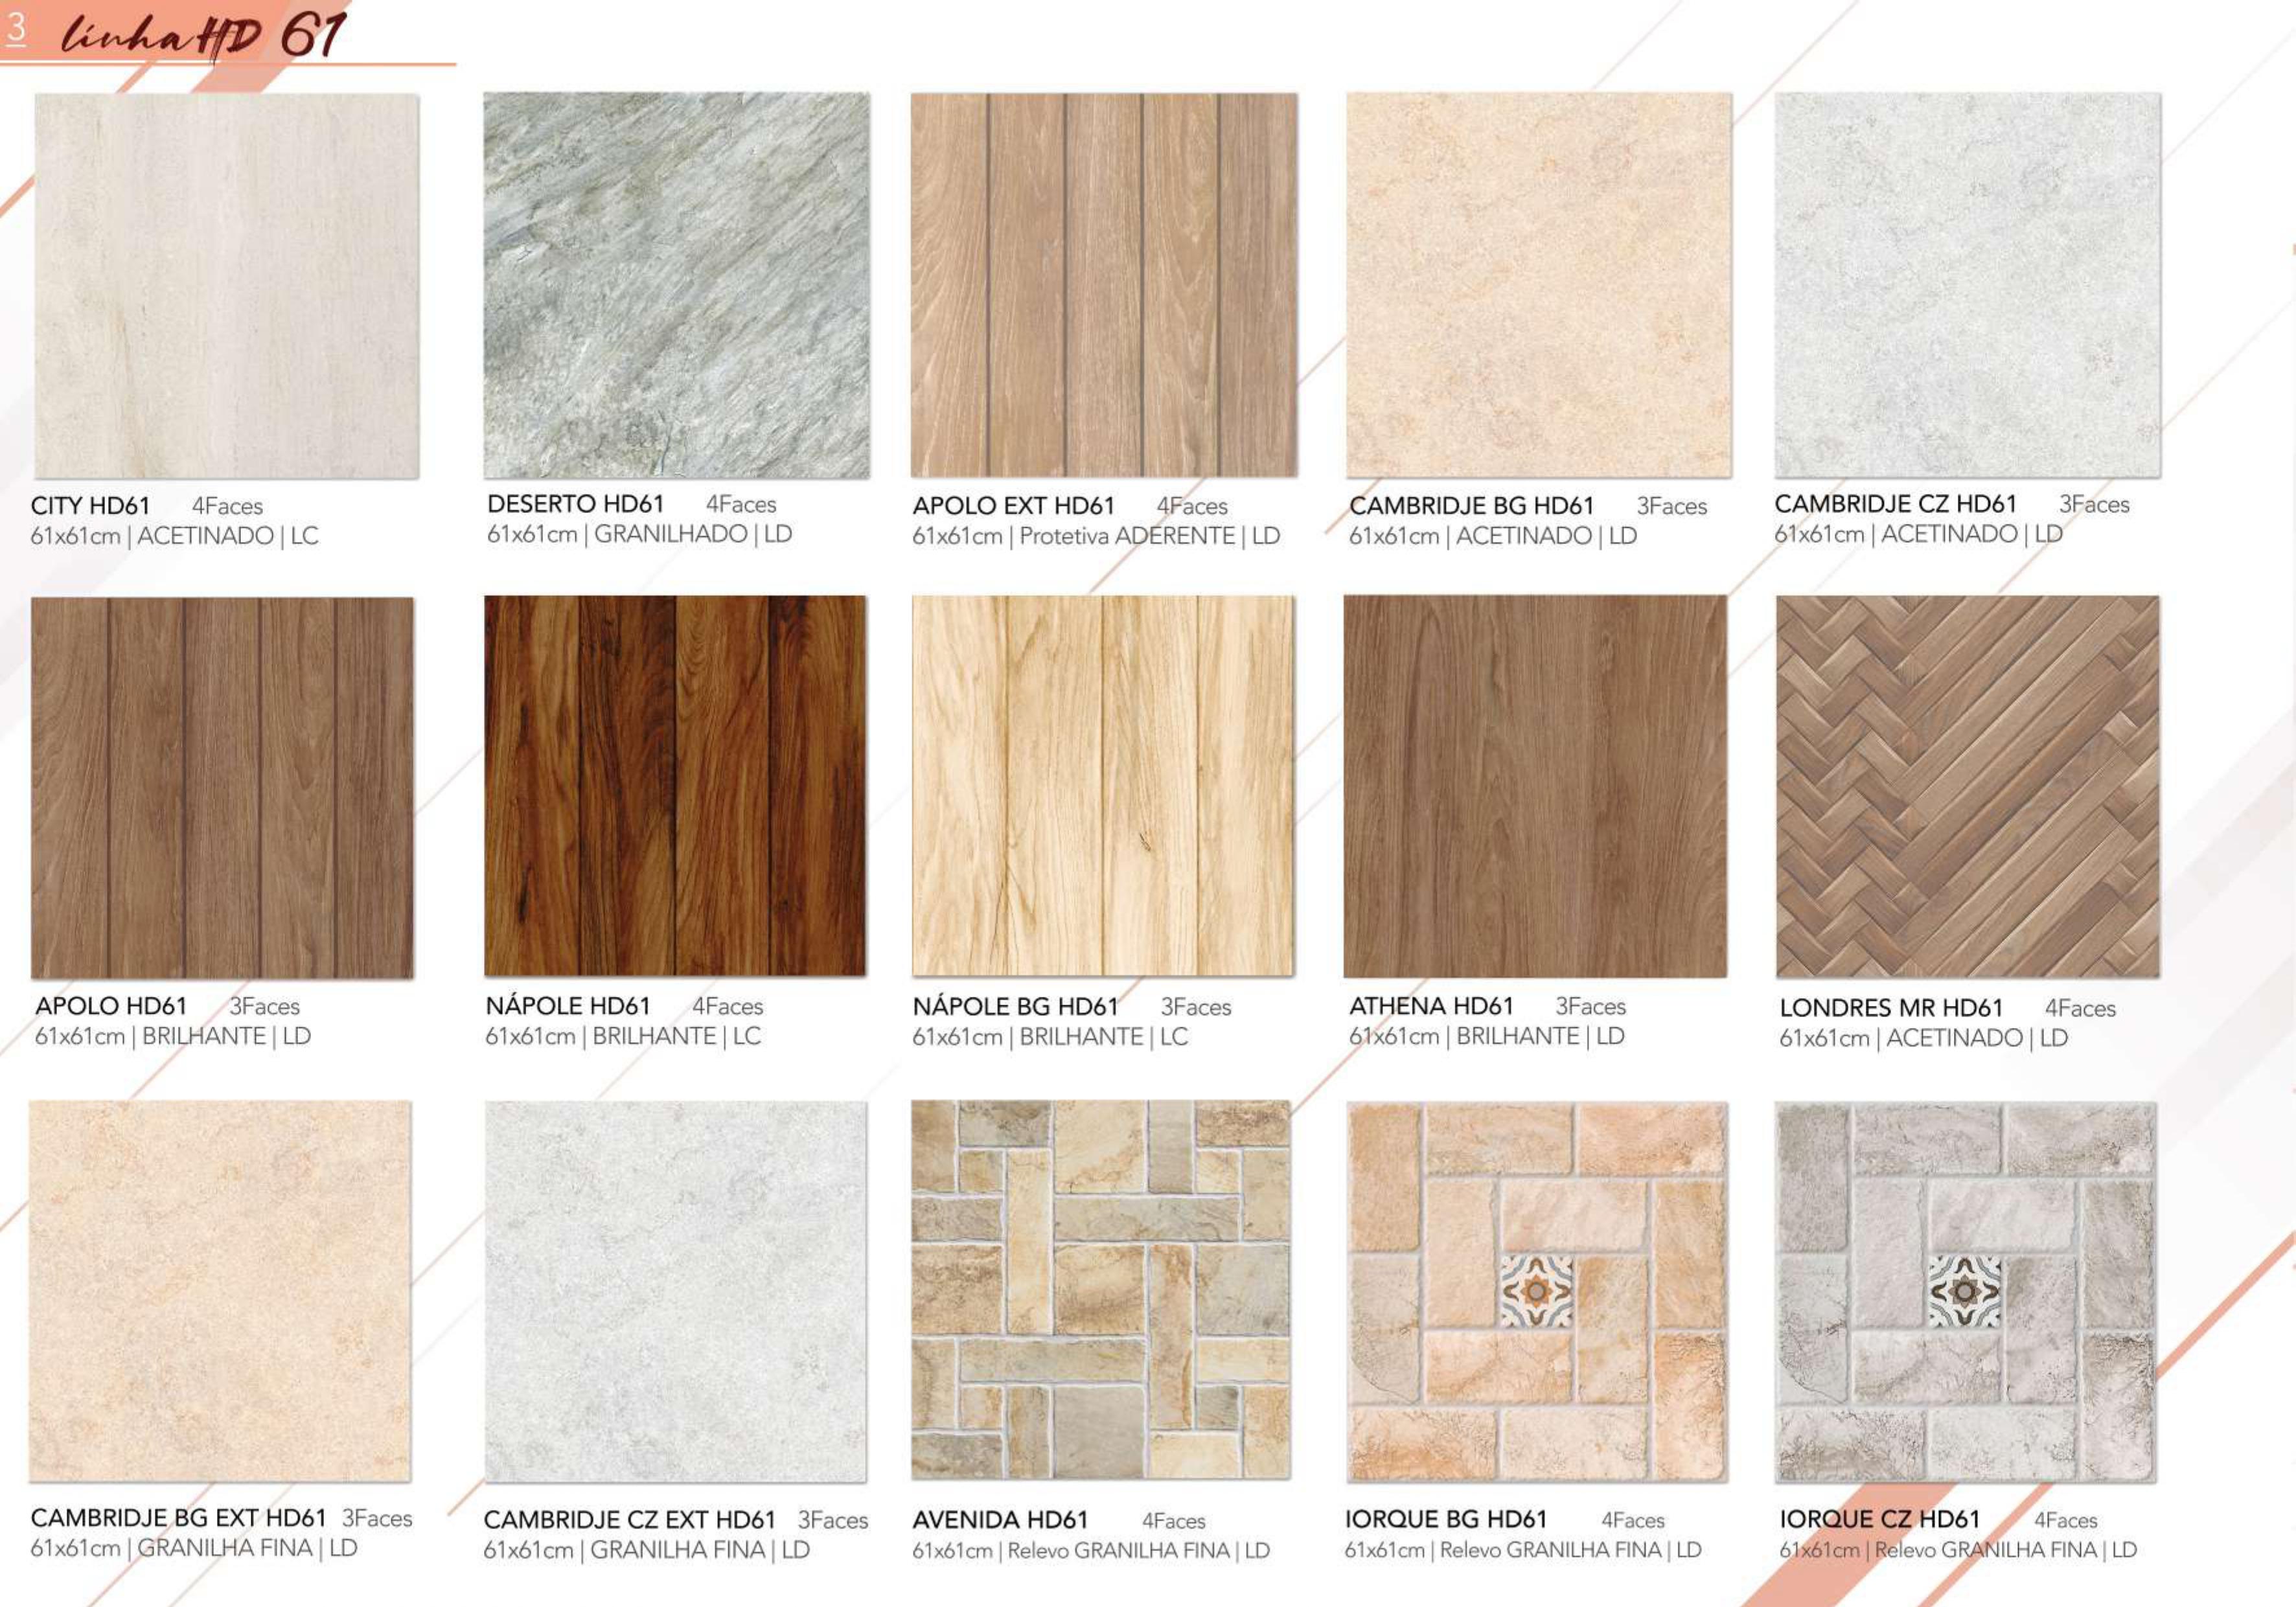 3 linha HD 61
CITY HD61 4Faces
61x61cm | ACETINADO | LC
DESERTO HD61 4Faces
61x61cm | GRANILHADO | LD
APOLO EXT HD61 4Faces
61x61cm | Protetiva ADERENTE | LD
CAMBRIDJE BG HD61 3Faces
61x61cm | ACETINADO | LD
CAMBRIDJE CZ HD61 3Faces
61x61cm | ACETINADO | LD
APOLO HD61 3Faces
61x61cm | BRILHANTE | LD
NÁPOLE HD61 4Faces
61x61cm | BRILHANTE | LC
NÁPOLE BG HD61 3Faces
61x61cm | BRILHANTE | LC
ATHENA HD61 3Faces
61x61cm | BRILHANTE | LD
LONDRES MR HD61 4Faces
61x61cm | ACETINADO | LD
CAMBRIDJE BG EXT HD61 3Faces
61x61cm | GRANILHA FINA | LD
CAMBRIDJE CZ EXT HD61 3Faces
61x61cm | GRANILHA FINA | LD
AVENIDA HD61 4Faces
61x61cm | Relevo GRANILHA FINA | LD
IORQUE BG HD61 4Faces
61x61cm | Relevo GRANILHA FINA | LD
IORQUE CZ HD61 4Faces
61x61cm | Relevo GRANILHA FINA | LD